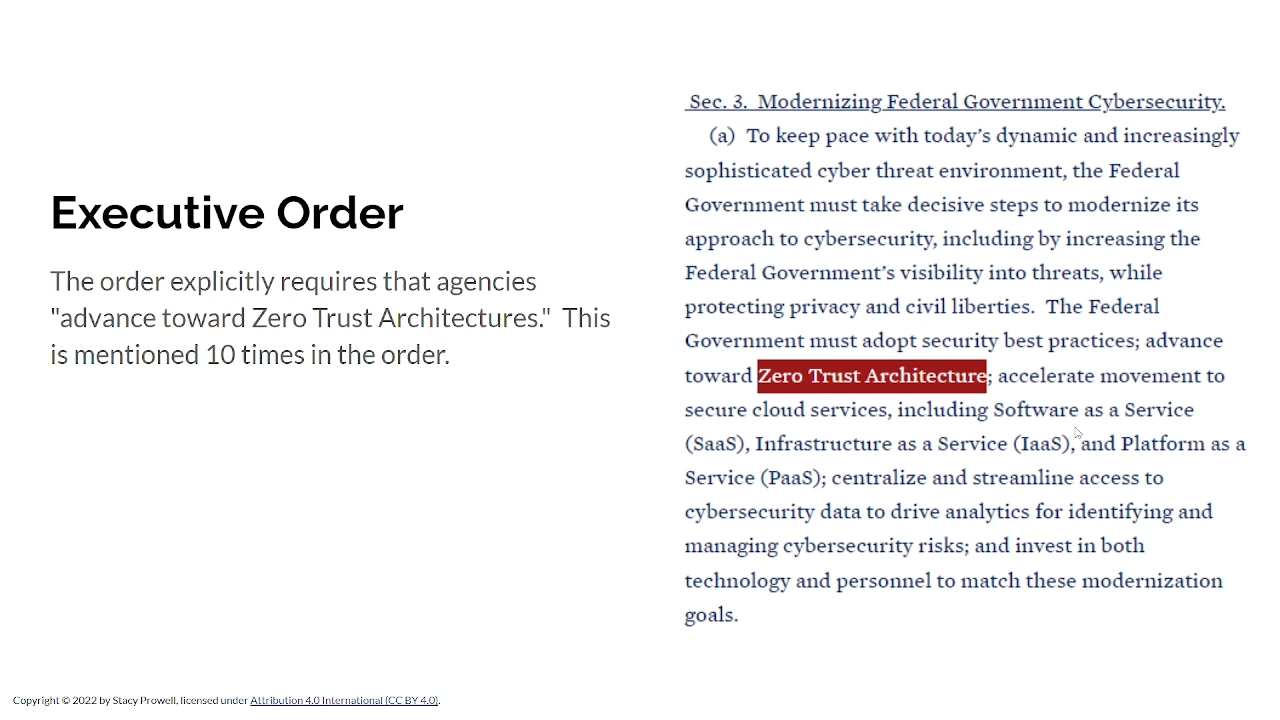 Executive Order
The order explicitly requires that agencies
"advance toward Zero Trust Architectures."  This
is mentioned 10 times in the order.
Sec. 3.  Modernizing Federal Government Cybersecurity.
(a)  To keep pace with today’s dynamic and increasingly
sophisticated cyber threat environment, the Federal
Government must take decisive steps to modernize its
approach to cybersecurity, including by increasing the
Federal Government’s visibility into threats, while
protecting privacy and civil liberties.  The Federal
Government must adopt security best practices; advance
toward Zero Trust Architecture; accelerate movement to
secure cloud services, including Software as a Service
(SaaS), Infrastructure as a Service (IaaS), and Platform as a
Service (PaaS); centralize and streamline access to
cybersecurity data to drive analytics for identifying and
managing cybersecurity risks; and invest in both
technology and personnel to match these modernization
goals.
Copyright © 2022 by Stacy Prowell, licensed under Attribution 4.0 International (CC BY 4.0).